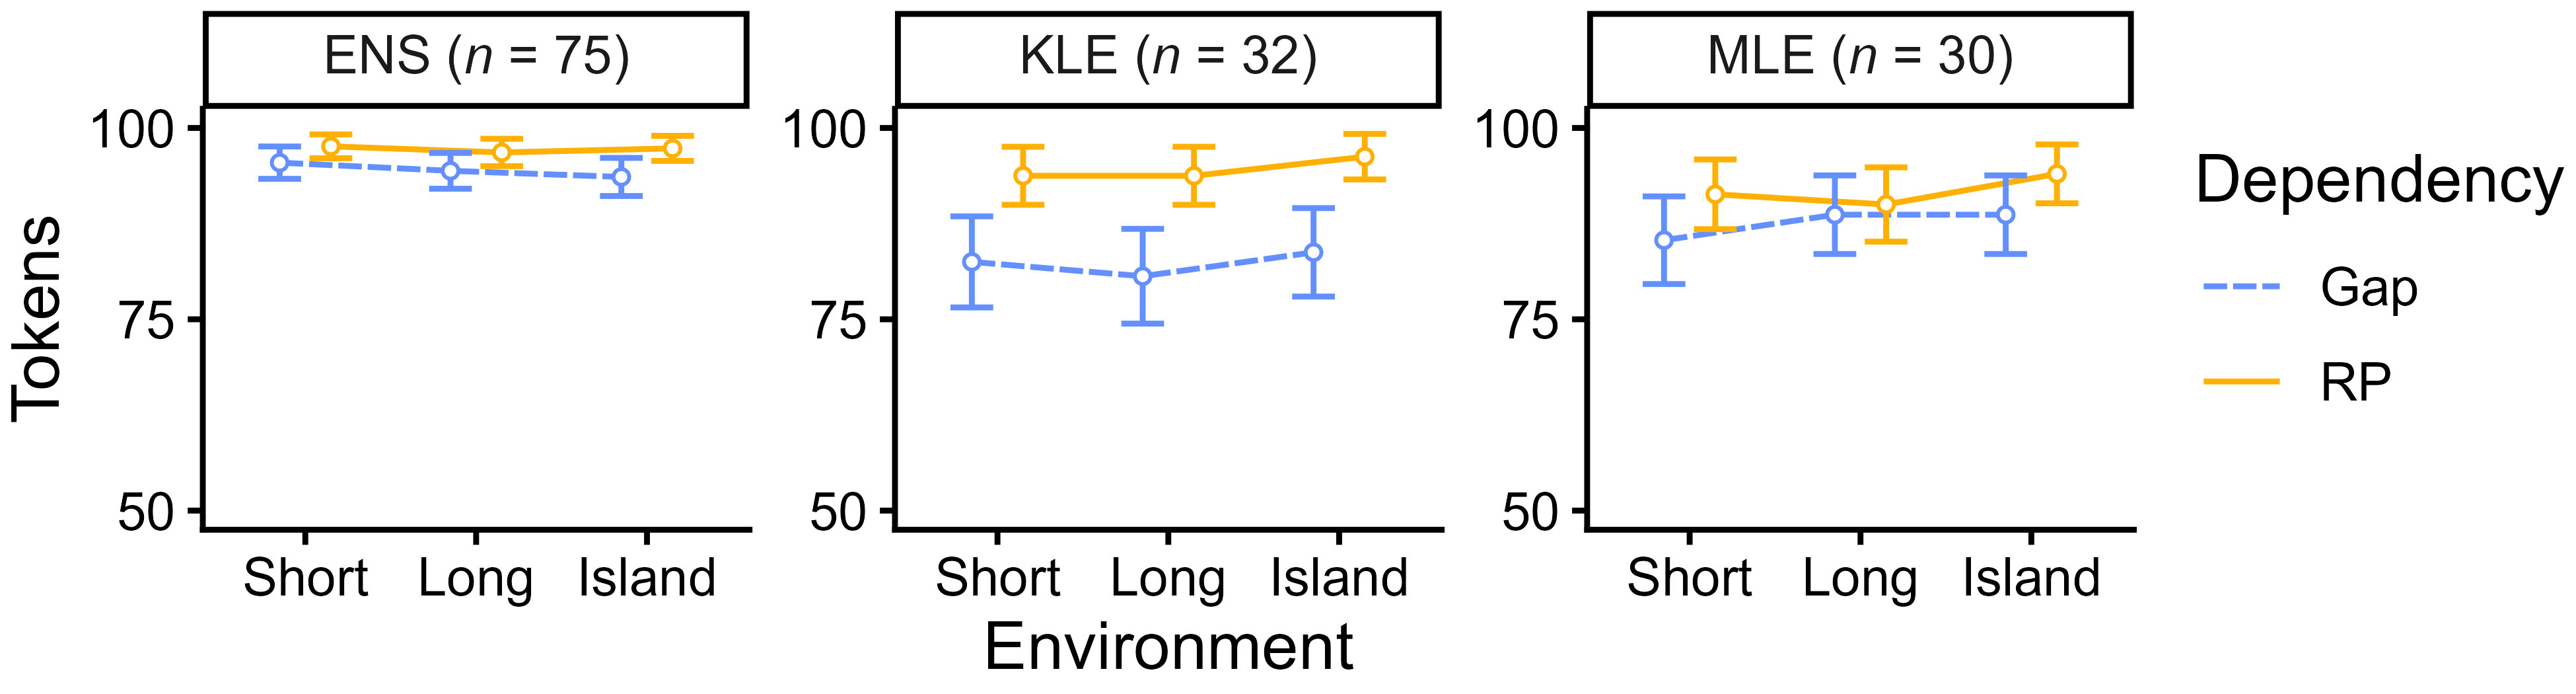 ENS (n = 75)
KLE (n = 32)
MLE (n = 30)
Tokens
100
75
50
100
75
50
100
75
50
Short Long Island
Short Long Island
Short Long Island
Environment
Dependency
Gap
RP